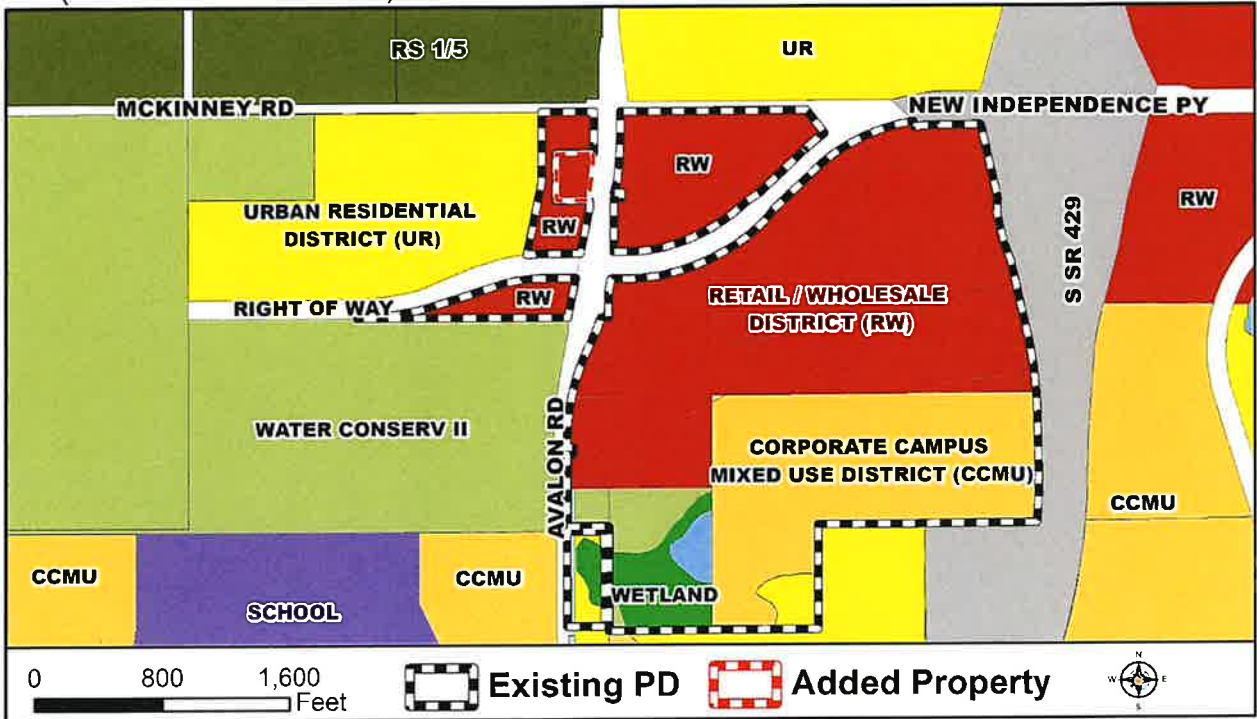 RS 1/5
UR
MCKINNEY RD
NEW INDEPENDENCE PY
RW
RW
URBAN RESIDENTIAL
DISTRICT (UR)
RW
S SR 429
RIGHT OF WAY
RW
RETAIL / WHOLESALE
DISTRICT (RW)
WATER CONSERV II
AVALON RD
CORPORATE CAMPUS
MIXED USE DISTRICT (CCMU)
CCMU
CCMU
SCHOOL
CCMU
WETLAND
0 800 1,600
Feet
Existing PD
Added Property
N
W E
S